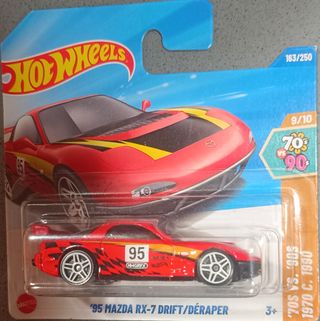 Hot Wheels
163/250
9/10
70s
vs
90s
95
95
'95 MAZDA RX-7 DRIFT/DÉRAPER
'70S VS. '90S
1970 C. 1990